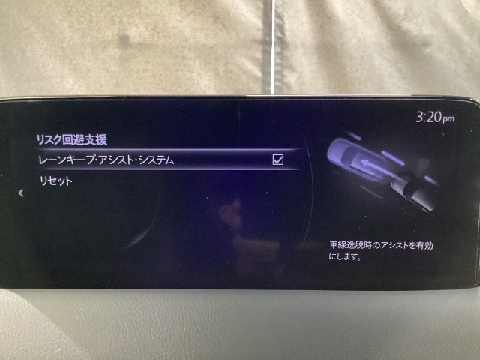 3:20pm
リスク回避支援
レーンキープ・アシスト・システム
リセット
車線逸脱時のアシストを有効
にします。